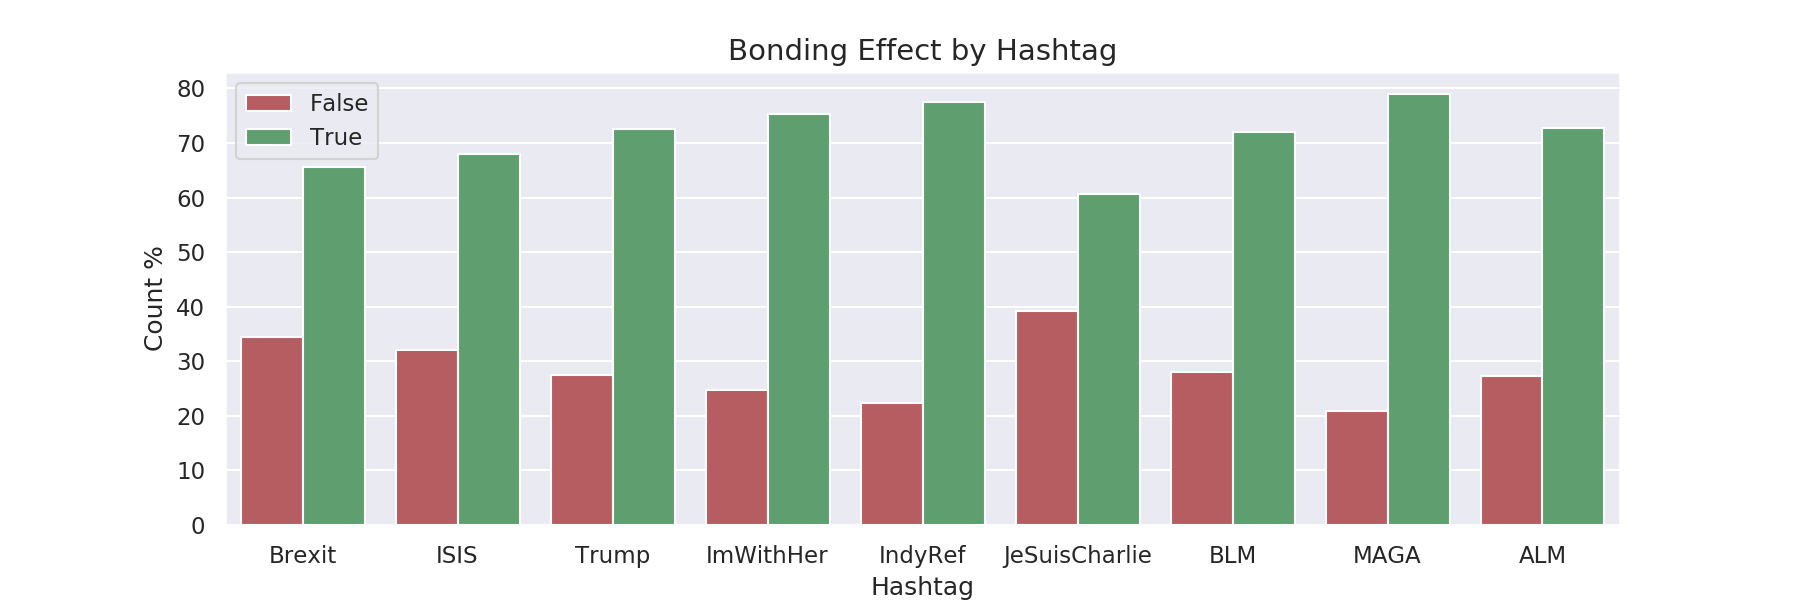 Bonding Effect by Hashtag
False
True
80
70
60
50
40
30
20
10
0
Count %
Brexit ISIS Trump ImWithHer IndyRef JeSuisCharlie BLM MAGA ALM
Hashtag